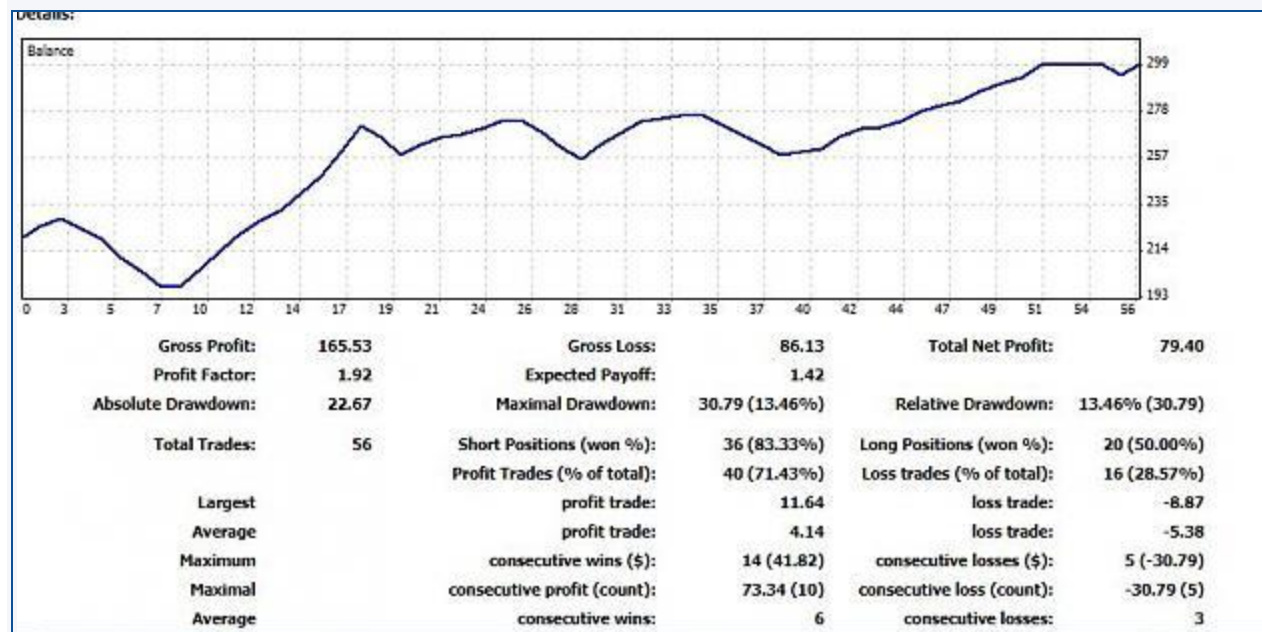 Details:
Balance
299
278
257
235
214
193
0 3 5 7 10 12 14 17 19 21 24 26 28 31 33 35 37 40 42 44 47 49 51 54 56
Gross Profit: 165.53 Gross Loss: 86.13 Total Net Profit: 79.40
Profit Factor: 1.92 Expected Payoff: 1.42
Absolute Drawdown: 22.67 Maximal Drawdown: 30.79 (13.46%) Relative Drawdown: 13.46% (30.79)
Total Trades: 56 Short Positions (won %): 36 (83.33%) Long Positions (won %): 20 (50.00%)
Profit Trades (% of total): 40 (71.43%) Loss trades (% of total): 16 (28.57%)
Largest profit trade: 11.64 loss trade: -8.87
Average profit trade: 4.14 loss trade: -5.38
Maximum consecutive wins ($): 14 (41.82) consecutive losses ($): 5 (-30.79)
Maximal consecutive profit (count): 73.34 (10) consecutive loss (count): -30.79 (5)
Average consecutive wins: 6 consecutive losses: 3